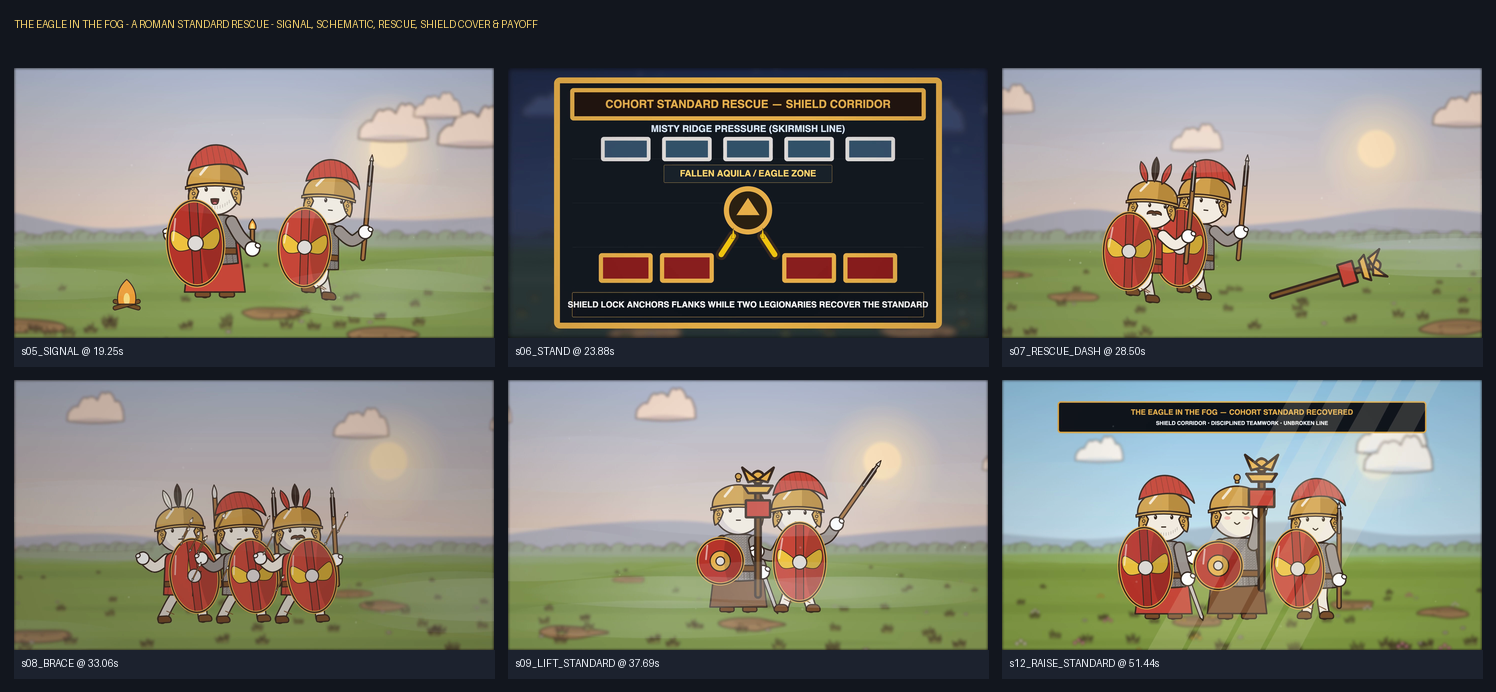 THE EAGLE IN THE FOG - A ROMAN STANDARD RESCUE - SIGNAL, SCHEMATIC, RESCUE, SHIELD COVER & PAYOFF
COHORT STANDARD RESCUE — SHIELD CORRIDOR
MISTY RIDGE PRESSURE (SKIRMISH LINE)
FALLEN AQUILA / EAGLE ZONE
SHIELD LOCK ANCHORS FLANKS WHILE TWO LEGIONARIES RECOVER THE STANDARD
s05_SIGNAL @ 19.25s
s06_STAND @ 23.88s
s07_RESCUE_DASH @ 28.50s
THE EAGLE IN THE FOG — COHORT STANDARD RECOVERED
SHIELD CORRIDOR · DISCIPLINED TEAMWORK · UNBROKEN LINE
s08_BRACE @ 33.06s
s09_LIFT_STANDARD @ 37.69s
s12_RAISE_STANDARD @ 51.44s